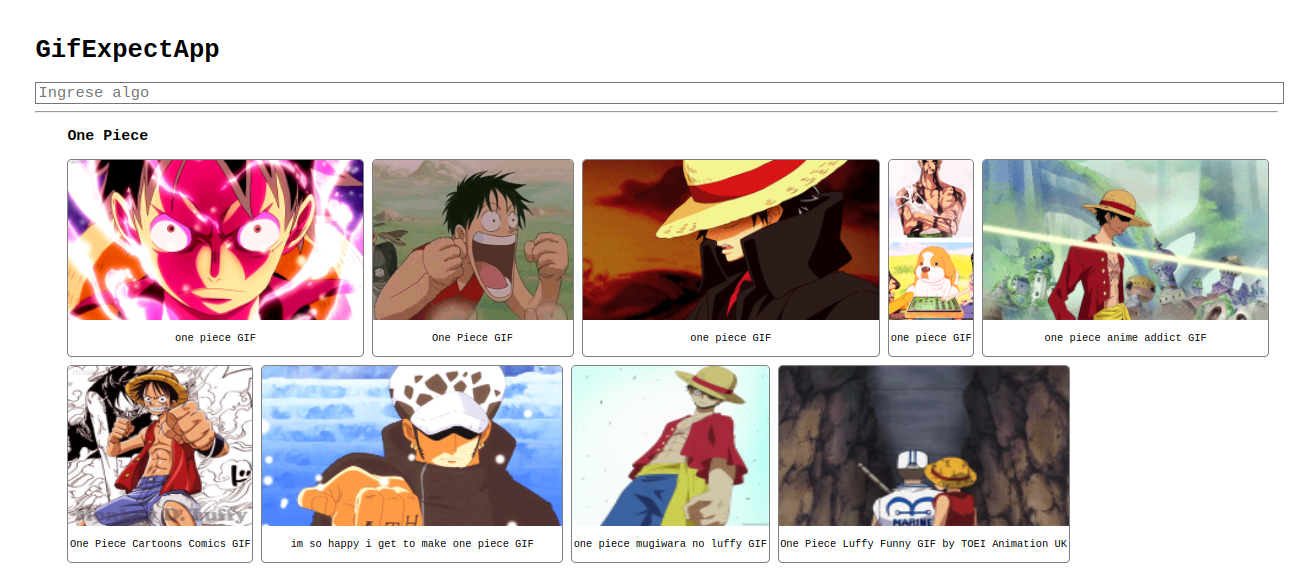 GifExpectApp
Ingrese algo
One Piece
one piece GIF
One Piece GIF
one piece GIF
one piece GIF
one piece anime addict GIF
One Piece Cartoons Comics GIF
im so happy i get to make one piece GIF
ATH
one piece mugiwara no luffy GIF
MARINE
One Piece Luffy Funny GIF by TOEI Animation UK